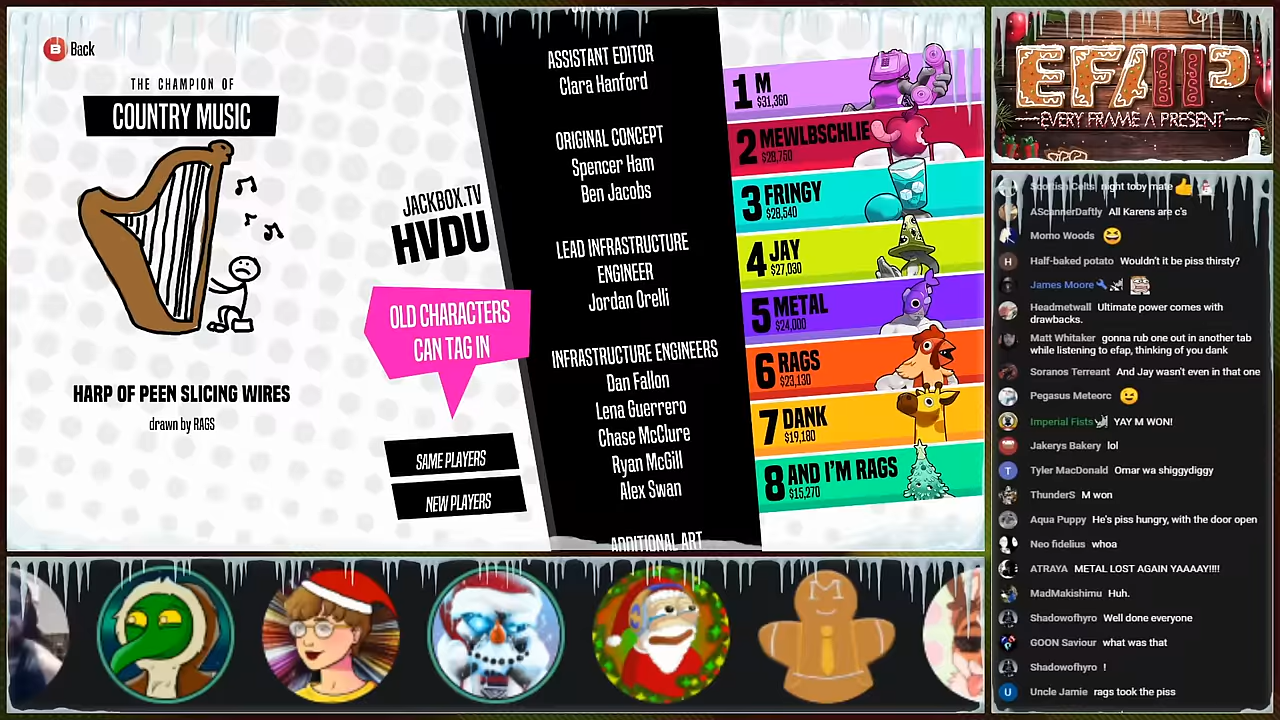 B Back
THE CHAMPION OF
COUNTRY MUSIC
HARP OF PEEN SLICING WIRES
drawn by RAGS
JACKBOX.TV
HVDU
OLD CHARACTERS
CAN TAG IN
SAME PLAYERS
NEW PLAYERS
ASSISTANT EDITOR
Clara Hanford
ORIGINAL CONCEPT
Spencer Ham
Ben Jacobs
LEAD INFRASTRUCTURE
ENGINEER
Jordan Orelli
INFRASTRUCTURE ENGINEERS
Dan Fallon
Lena Guerrero
Chase McClure
Ryan McGill
Alex Swan
ADDITIONAL ART
1 M
$31,360
2 MEWLBSCHLIE
$28,750
3 FRINGY
$28,540
4 JAY
$27,030
5 METAL
$24,000
6 RAGS
$23,130
7 DANK
$19,180
8 AND I'M RAGS
$15,270
EFAP
EVERY FRAME A PRESENT
Scottish Celts night toby mate
AScannerDaftly All Karens are c's
Momo Woods
H Half-baked potato Wouldn't it be piss thirsty?
James Moore
Headmetwall Ultimate power comes with
drawbacks.
Matt Whitaker gonna rub one out in another tab
while listening to efap, thinking of you dank
Soranos Terreant And Jay wasn't even in that one
Pegasus Meteorc
Imperial Fists YAY M WON!
Jakerys Bakery lol
T Tyler MacDonald Omar wa shiggydiggy
ThunderS M won
Aqua Puppy He's piss hungry, with the door open
Neo fidelius whoa
ATRAYA METAL LOST AGAIN YAAAAY!!!!
MadMakishimu Huh.
Shadowofhyro Well done everyone
GOON Saviour what was that
Shadowofhyro !
U Uncle Jamie rags took the piss
M